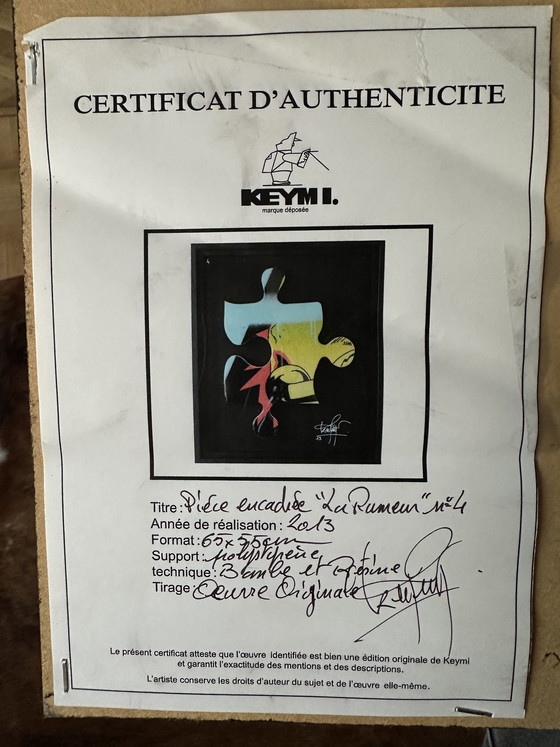 CERTIFICAT D'AUTHENTICITE
KEYMI.
marque déposée
Titre : Pièce encadrée "La Rumeur" n°4
Année de réalisation : 2013
Format : 65x55cm
Support : polystyrène
technique : Bombe et Résine
Tirage : Oeuvre Originale
Le présent certificat atteste que l'œuvre identifiée est bien une édition originale de Keymi
et garantit l'exactitude des mentions et des descriptions.
L'artiste conserve les droits d'auteur du sujet et de l'œuvre elle-même.